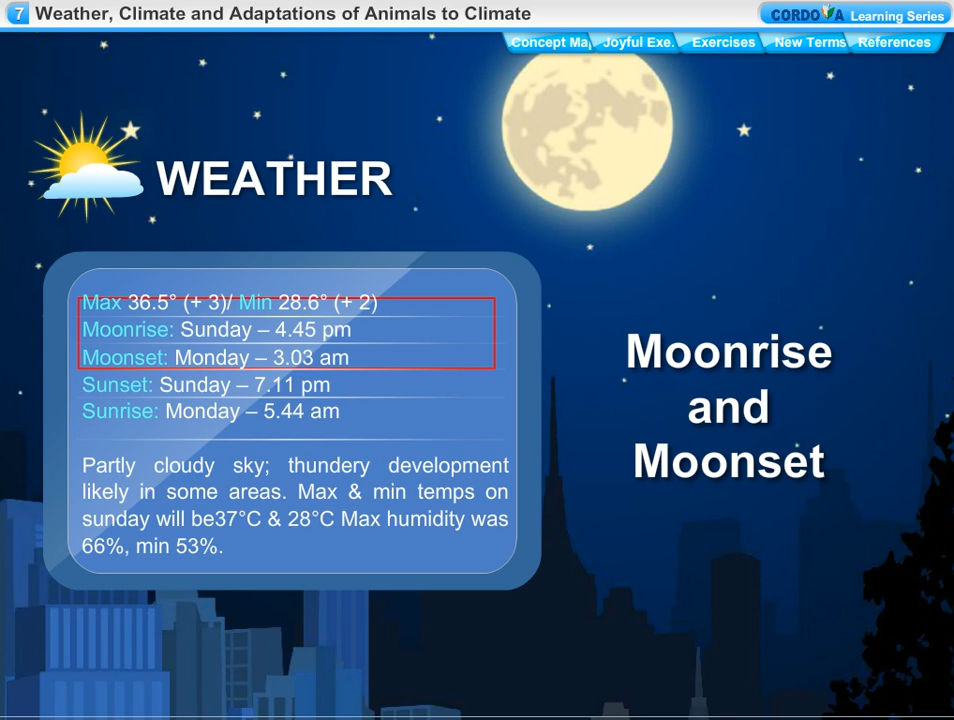 7 Weather, Climate and Adaptations of Animals to Climate
CORDOVA Learning Series
Concept Ma
Joyful Exe.
Exercises
New Terms
References
WEATHER
Max 36.5° (+ 3)/ Min 28.6° (+ 2)
Moonrise: Sunday – 4.45 pm
Moonset: Monday – 3.03 am
Sunset: Sunday – 7.11 pm
Sunrise: Monday – 5.44 am
Partly cloudy sky; thundery development
likely in some areas. Max & min temps on
sunday will be37°C & 28°C Max humidity was
66%, min 53%.
Moonrise
and
Moonset